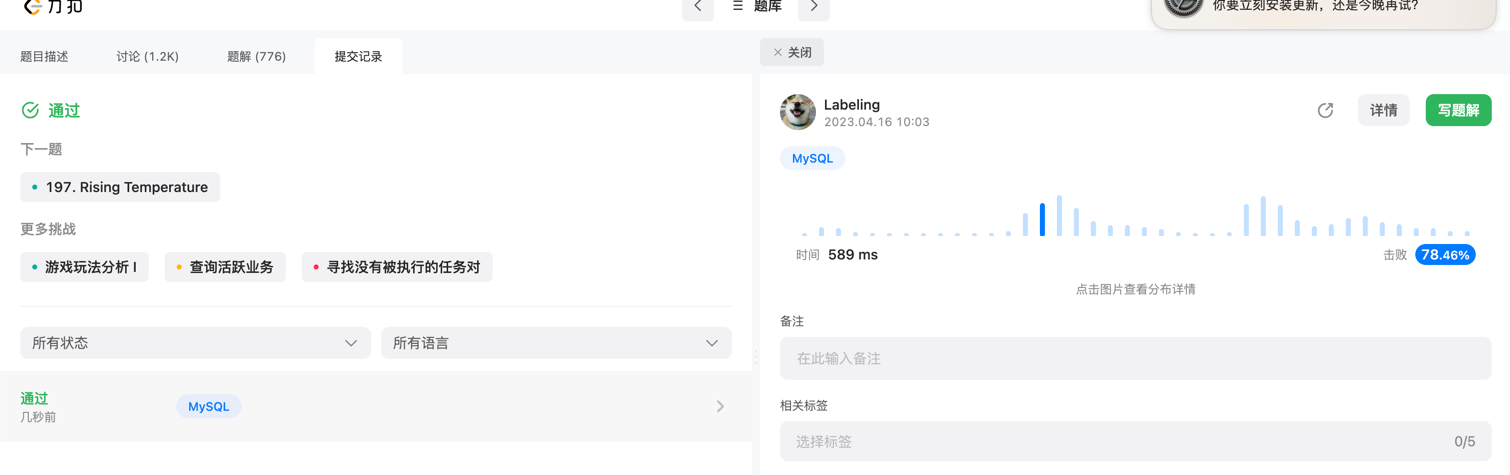 力扣
题库
你要立刻安装更新，还是今晚再试？
题目描述
讨论 (1.2K)
题解 (776)
提交记录
通过
下一题
197. Rising Temperature
更多挑战
游戏玩法分析 I
查询活跃业务
寻找没有被执行的任务对
所有状态
所有语言
通过
几秒前
MySQL
× 关闭
Labeling
2023.04.16 10:03
详情
写题解
MySQL
时间 589 ms
击败 78.46%
点击图片查看分布详情
备注
在此输入备注
相关标签
选择标签
0/5